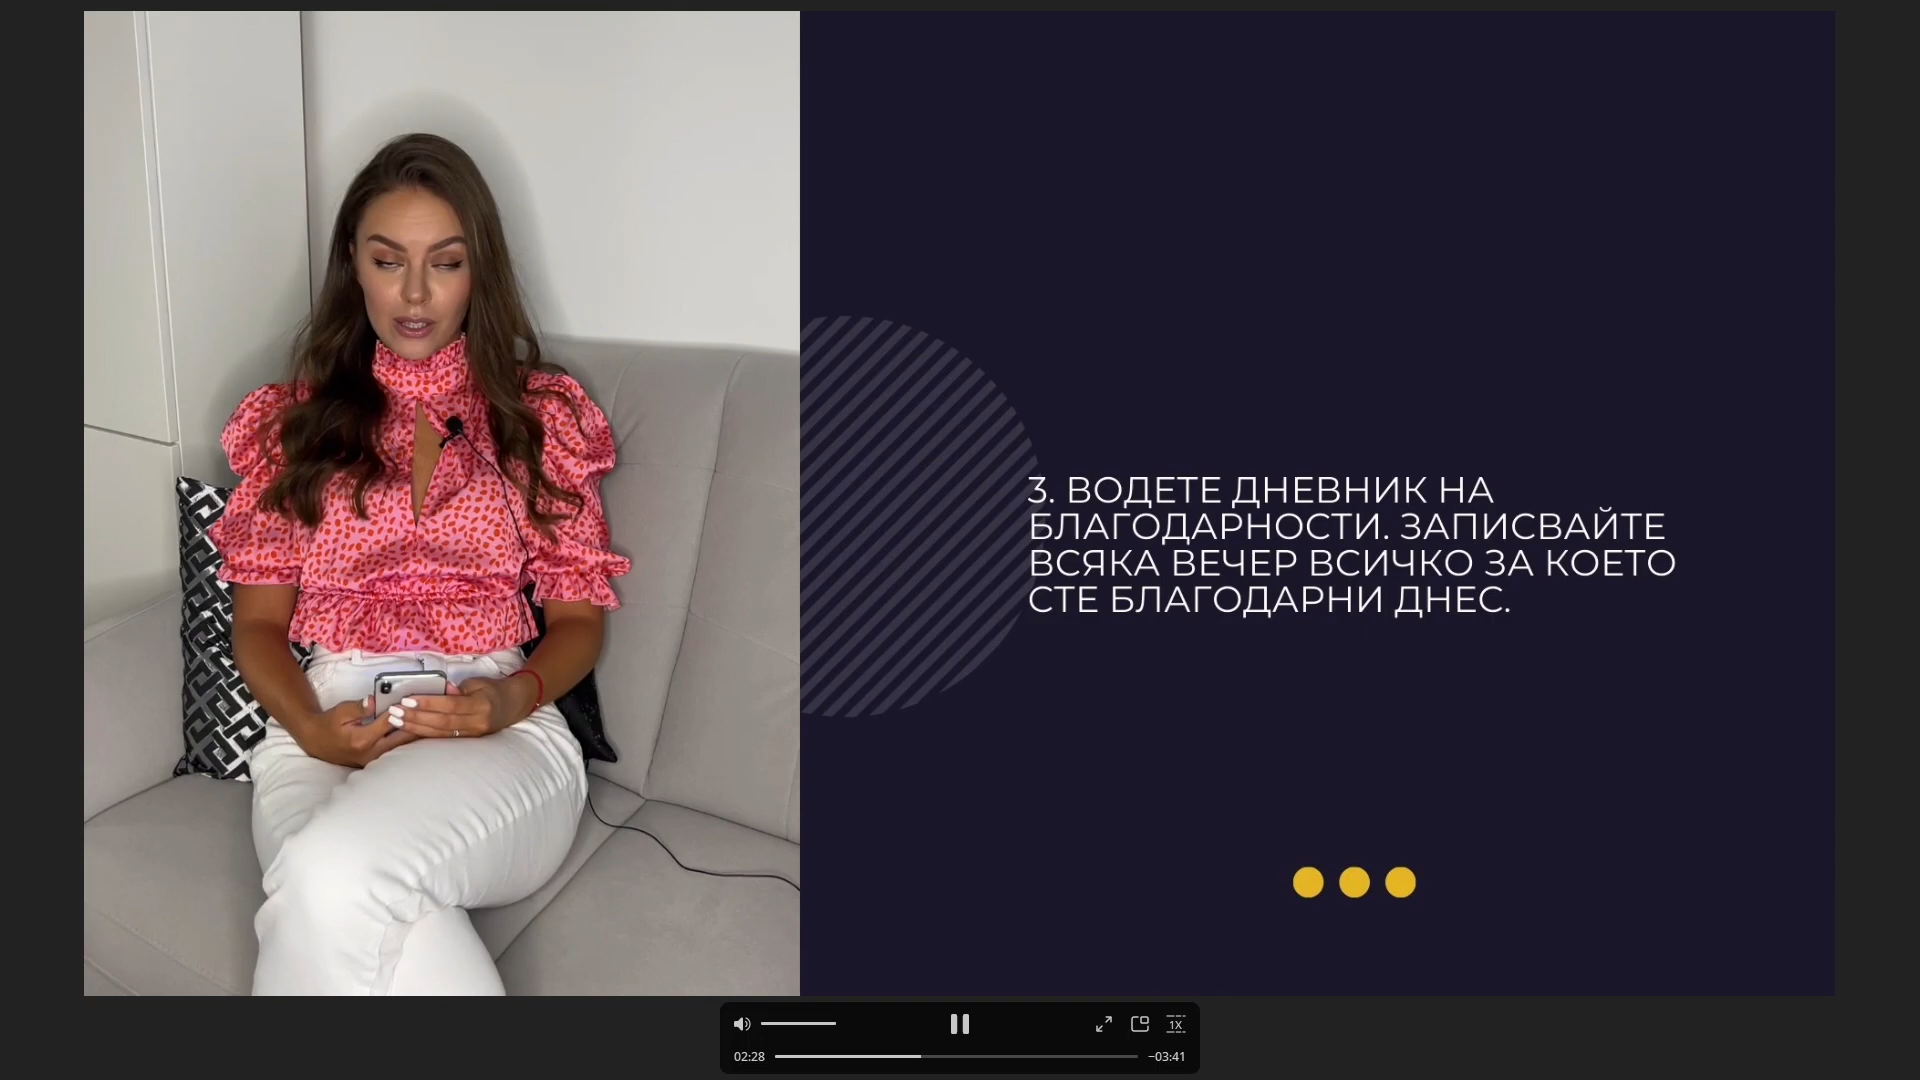 3. ВОДЕТЕ ДНЕВНИК НА
БЛАГОДАРНОСТИ. ЗАПИСВАЙТЕ
ВСЯКА ВЕЧЕР ВСИЧКО ЗА КОЕТО
СТЕ БЛАГОДАРНИ ДНЕС.
1X
02:28
−03:41